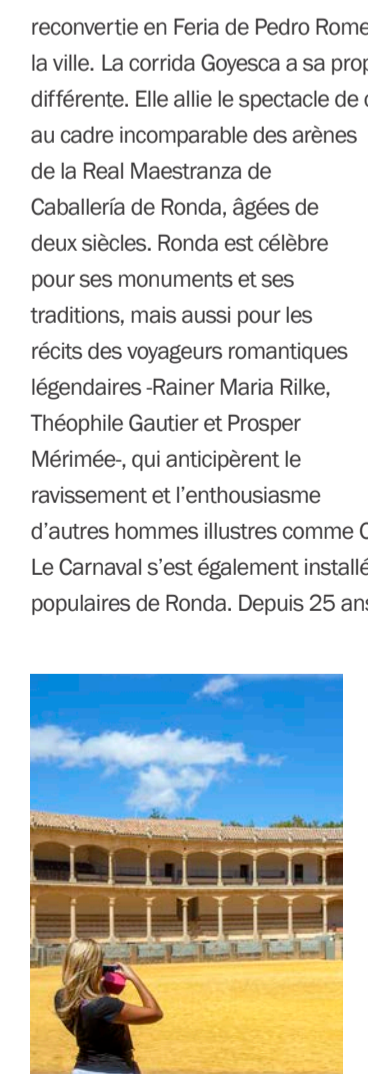 reconvertie en Feria de Pedro
la ville. La corrida Goyesca a sa
différente. Elle allie le spectacle de
au cadre incomparable des arènes
de la Real Maestranza de
Caballería de Ronda, âgées de
deux siècles. Ronda est célèbre
pour ses monuments et ses
traditions, mais aussi pour les
récits des voyageurs romantiques
légendaires -Rainer Maria Rilke,
Théophile Gautier et Prosper
Mérimée-, qui anticipèrent le
ravissement et l’enthousiasme
d’autres hommes illustres comme
Le Carnaval s’est également installé
populaires de Ronda. Depuis 25 ans